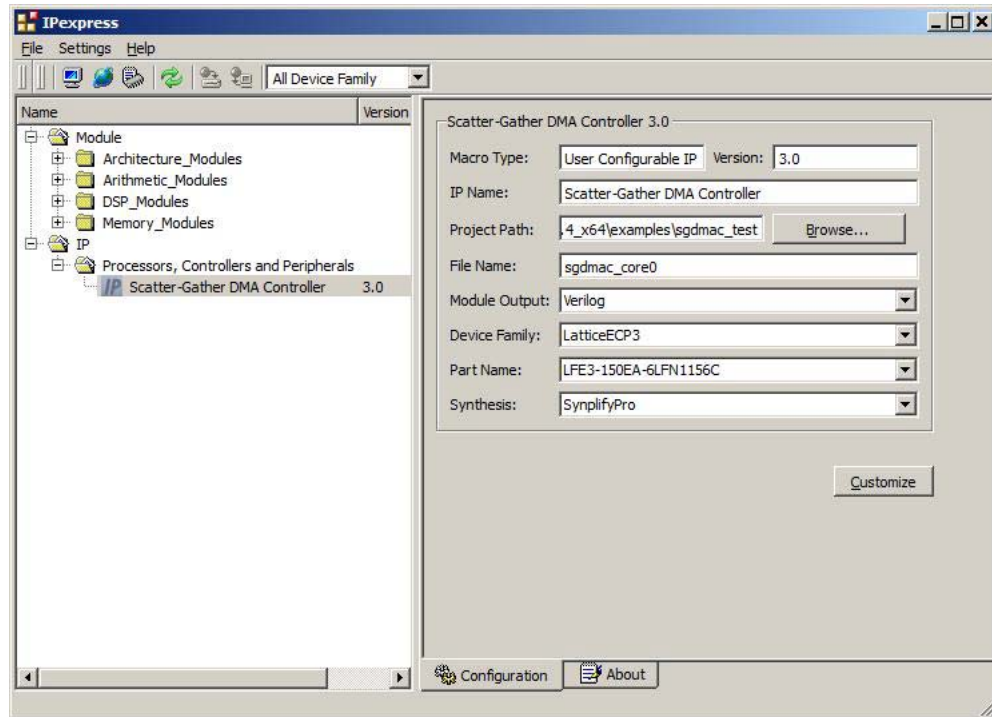 IPexpress
File Settings Help
All Device Family
Name Version
Module
Architecture_Modules
Arithmetic_Modules
DSP_Modules
Memory_Modules
IP
Processors, Controllers and Peripherals
IP Scatter-Gather DMA Controller 3.0
Scatter-Gather DMA Controller 3.0
Macro Type: User Configurable IP Version: 3.0
IP Name: Scatter-Gather DMA Controller
Project Path: .4_x64\examples\sgdmac_test Browse...
File Name: sgdmac_core0
Module Output: Verilog
Device Family: LatticeECP3
Part Name: LFE3-150EA-6LFN1156C
Synthesis: SynplifyPro
Customize
Configuration About